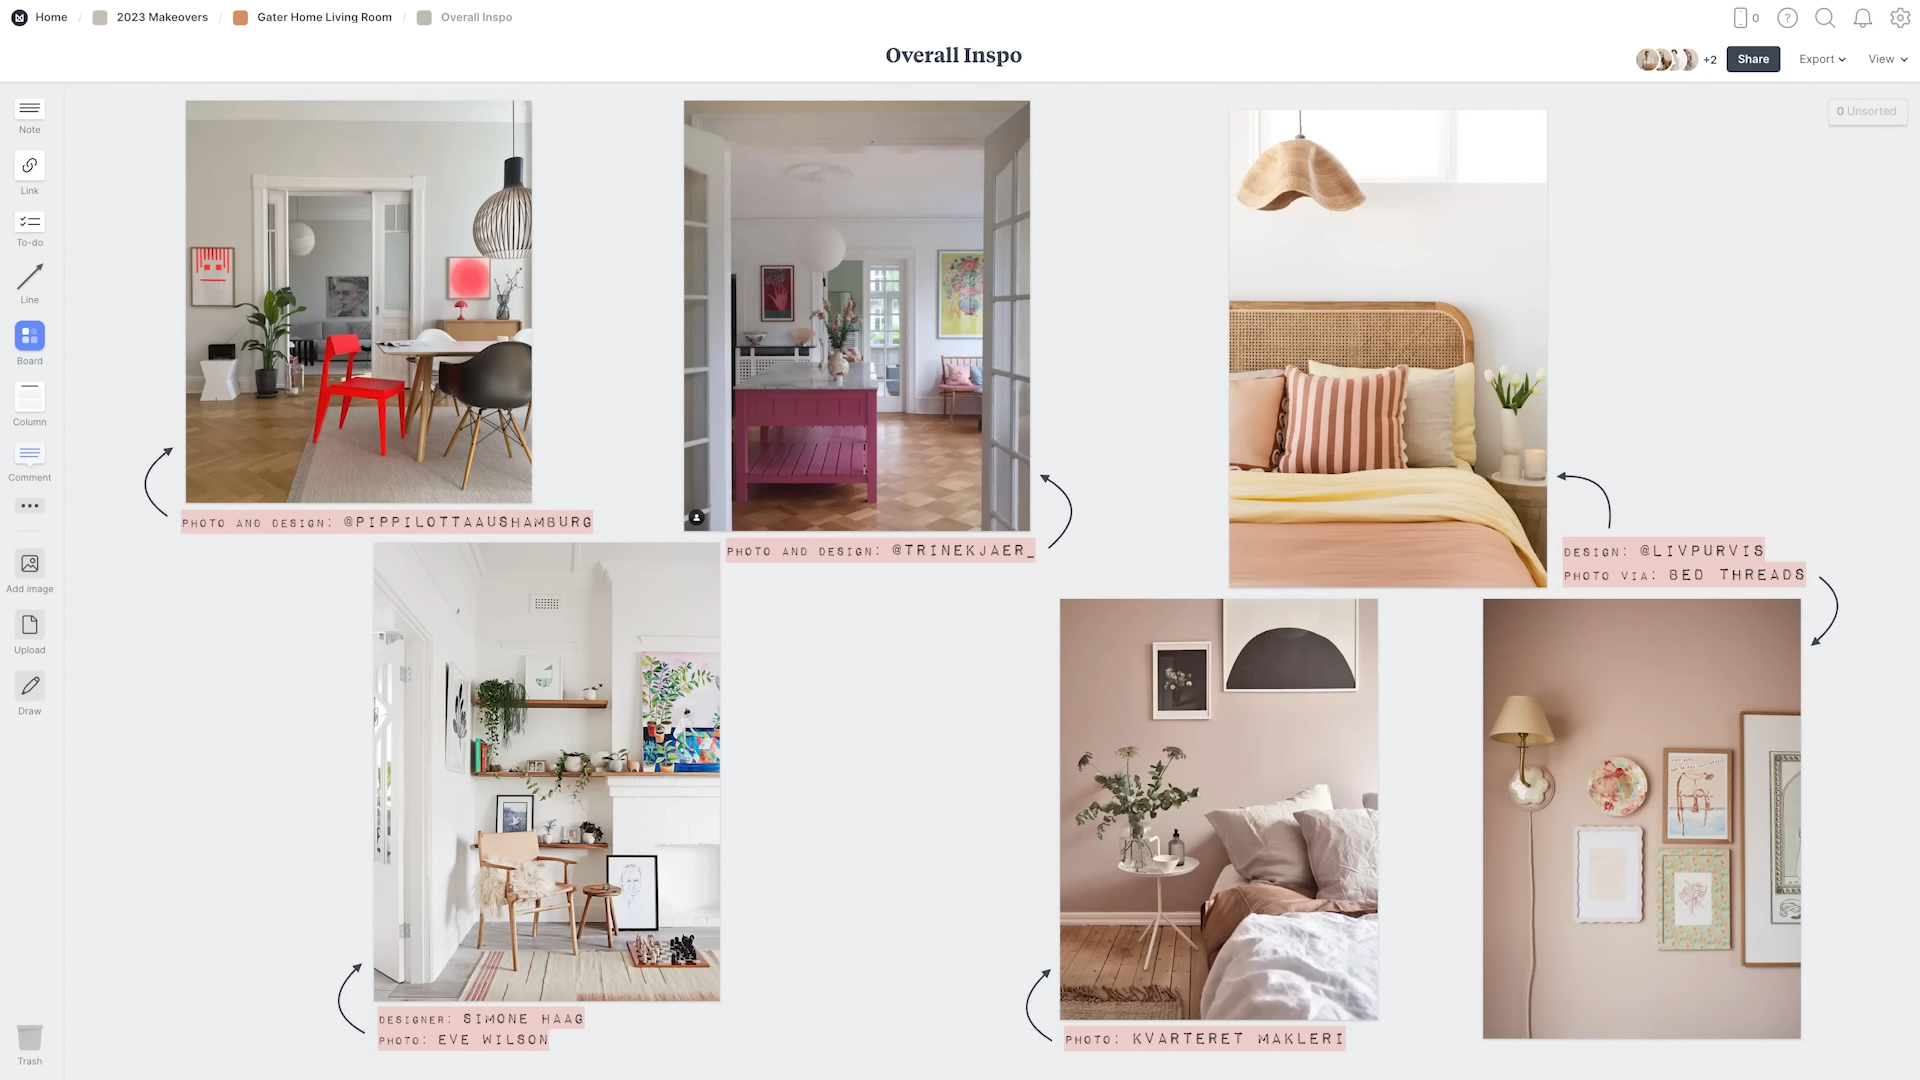 Home / 2023 Makeovers / Gater Home Living Room / Overall Inspo
0
Overall Inspo
+2
Share
Export
View
0 Unsorted
Note
Link
To-do
Line
Board
Column
Comment
Add image
Upload
Draw
Trash
PHOTO AND DESIGN: @PIPPILOTTAAUSHAMBURG
PHOTO AND DESIGN: @TRINEKJAER_
DESIGN: @LIVPURVIS
PHOTO VIA: BED THREADS
DESIGNER: SIMONE HAAG
PHOTO: EVE WILSON
PHOTO: KVARTERET MAKLERI